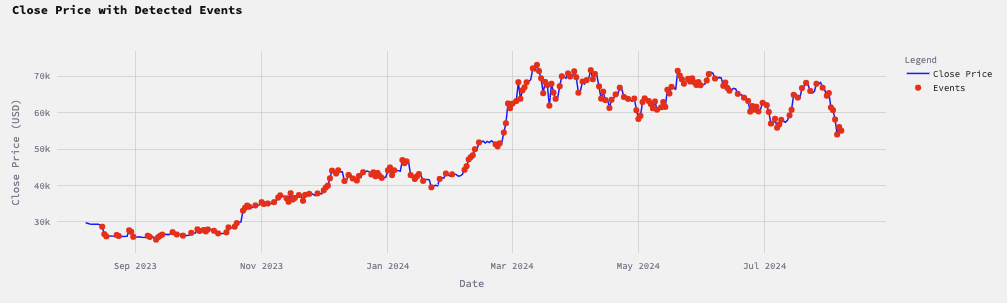 Close Price with Detected Events
Legend
Close Price
Events
Close Price (USD)
70k
60k
50k
40k
30k
Sep 2023
Nov 2023
Jan 2024
Mar 2024
May 2024
Jul 2024
Date